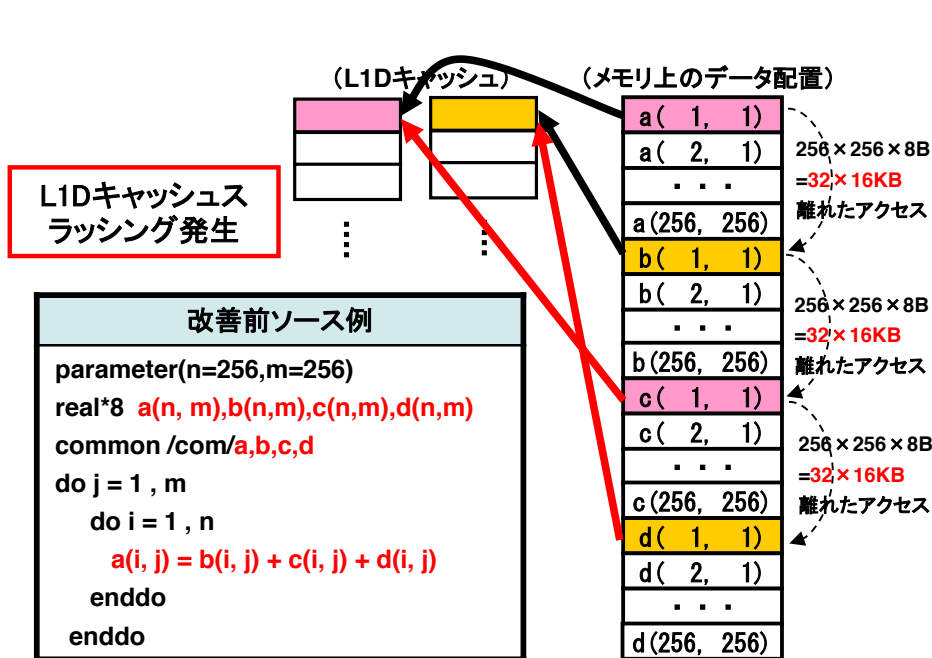 (L1Dキャッシュ)
(メモリ上のデータ配置)
L1Dキャッシュス
ラッシング発生
a( 1, 1)
a( 2, 1)
・・・
a(256, 256)
b( 1, 1)
b( 2, 1)
・・・
b(256, 256)
c( 1, 1)
c( 2, 1)
・・・
c(256, 256)
d( 1, 1)
d( 2, 1)
・・・
d(256, 256)
256×256×8B
=32×16KB
離れたアクセス
256×256×8B
=32×16KB
離れたアクセス
256×256×8B
=32×16KB
離れたアクセス
改善前ソース例
parameter(n=256,m=256)
real*8 a(n, m),b(n,m),c(n,m),d(n,m)
common /com/a,b,c,d
do j = 1 , m
do i = 1 , n
a(i, j) = b(i, j) + c(i, j) + d(i, j)
enddo
enddo